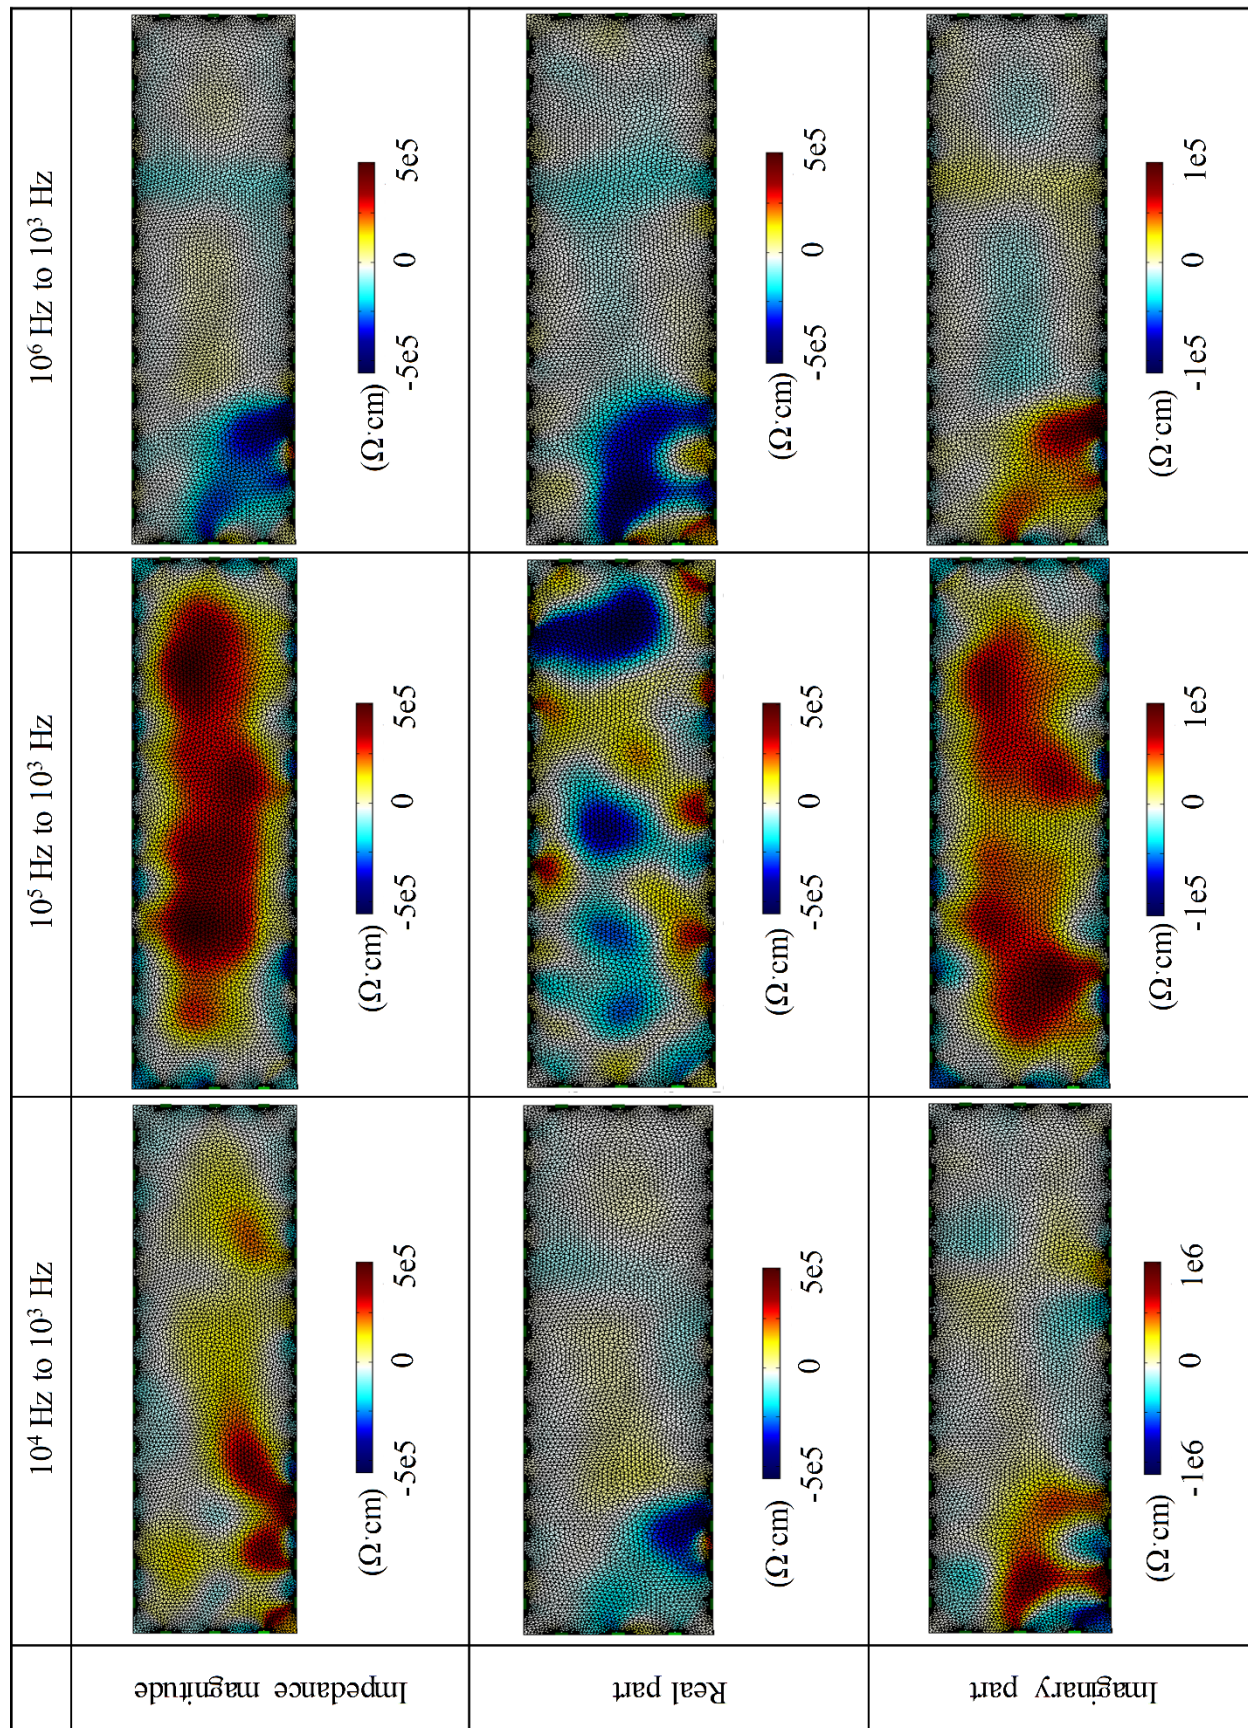 10⁴ Hz to 10³ Hz
10⁵ Hz to 10³ Hz
10⁶ Hz to 10³ Hz
Impedance magnitude
(Ω·cm)
-5e5 0 5e5
(Ω·cm)
-5e5 0 5e5
(Ω·cm)
-5e5 0 5e5
Real part
(Ω·cm)
-5e5 0 5e5
(Ω·cm)
-5e5 0 5e5
(Ω·cm)
-5e5 0 5e5
Imaginary part
(Ω·cm)
-1e6 0 1e6
(Ω·cm)
-1e5 0 1e5
(Ω·cm)
-1e5 0 1e5